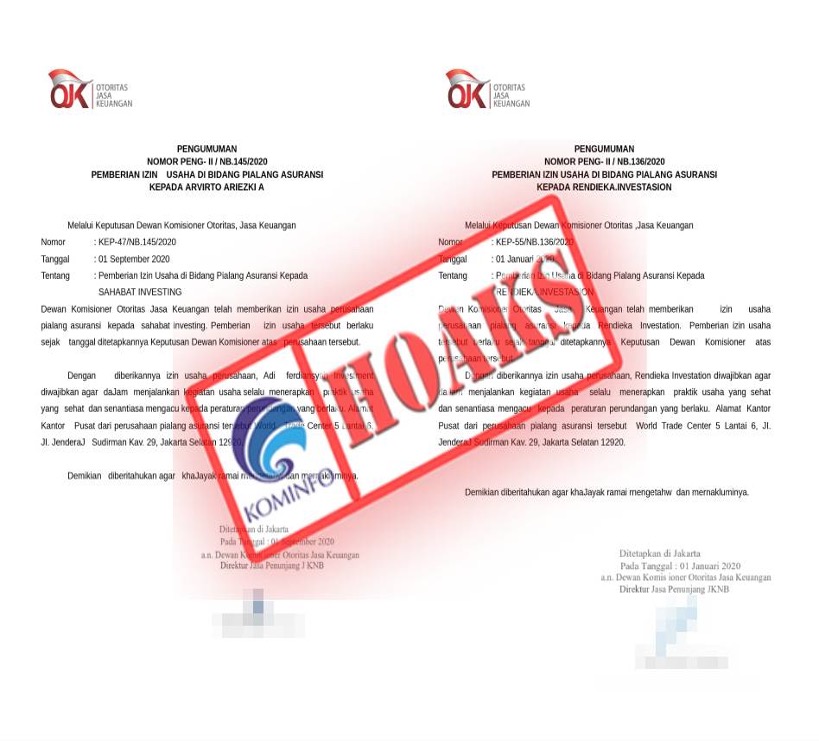 OJK
OTORITAS
JASA
KEUANGAN
PENGUMUMAN
NOMOR PENG- II / NB.145/2020
PEMBERIAN IZIN USAHA DI BIDANG PIALANG ASURANSI
KEPADA ARVIRTO ARIEZKI A
Melalui Keputusan Dewan Komisioner Otoritas, Jasa Keuangan
Nomor : KEP-47/NB.145/2020
Tanggal : 01 September 2020
Tentang : Pemberian Izin Usaha di Bidang Pialang Asuransi Kepada
SAHABAT INVESTING
Dewan Komisioner Otoritas Jasa Keuangan telah memberikan izin usaha perusahaan
pialang asuransi kepada sahabat investing. Pemberian izin usaha tersebut berlaku
sejak tanggal ditetapkannya Keputusan Dewan Komisioner atas perusahaan tersebut.
Dengan diberikannya izin usaha perusahaan, Adi ferdiansyah Investment
diwajibkan agar daJam menjalankan kegiatan usaha selalu menerapkan praktik usaha
yang sehat dan senantiasa mengacu kepada peraturan perundangan yang berlaku. Alamat
Kantor Pusat dari perusahaan pialang asuransi tersebut World Trade Center 5 Lantai 6,
Jl. JenderaJ Sudirman Kav. 29, Jakarta Selatan 12920.
Demikian diberitahukan agar khaJayak ramai dan memakluminya.
Ditetapkan di Jakarta
Pada Tanggal : 01 September 2020
a.n. Dewan Komisioner Otoritas Jasa Keuangan
Direktur Jasa Penunjang I KNB
OJK
OTORITAS
JASA
KEUANGAN
PENGUMUMAN
NOMOR PENG- II / NB.136/2020
PEMBERIAN IZIN USAHA DI BIDANG PIALANG ASURANSI
KEPADA RENDIEKA.INVESTASION
Melalui Keputusan Dewan Komisioner Otoritas ,Jasa Keuangan
Nomor : KEP-55/NB.136/2020
Tanggal : 01 Januari
Tentang : Pemberian Izin Usaha di Bidang Pialang Asuransi Kepada
RENDIEKA.INVESTASION
Dewan Komisioner Otoritas Jasa Keuangan telah memberikan izin usaha
perusahaan pialang asuransi kepada Rendieka Investation. Pemberian izin usaha
tersebut berlaku sejak tanggal ditetapkannya Keputusan Dewan Komisioner atas
perusahaan tersebut.
Dengan diberikannya izin usaha perusahaan, Rendieka Investation diwajibkan agar
dalam menjalankan kegiatan usaha selalu menerapkan praktik usaha yang sehat
dan senantiasa mengacu kepada peraturan perundangan yang berlaku. Alamat Kantor
Pusat dari perusahaan pialang asuransi tersebut World Trade Center 5 Lantai 6, Jl.
JenderaJ Sudirman Kav. 29, Jakarta Selatan 12920.
Demikian diberitahukan agar khaJayak ramai mengetahw dan mernakluminya.
Ditetapkan di Jakarta
Pada Tanggal : 01 Januari 2020
a.n. Dewan Komis ioner Otoritas Jasa Keuangan
Direktur Jasa Penunjang JKNB
KOMINFO
HOAKS